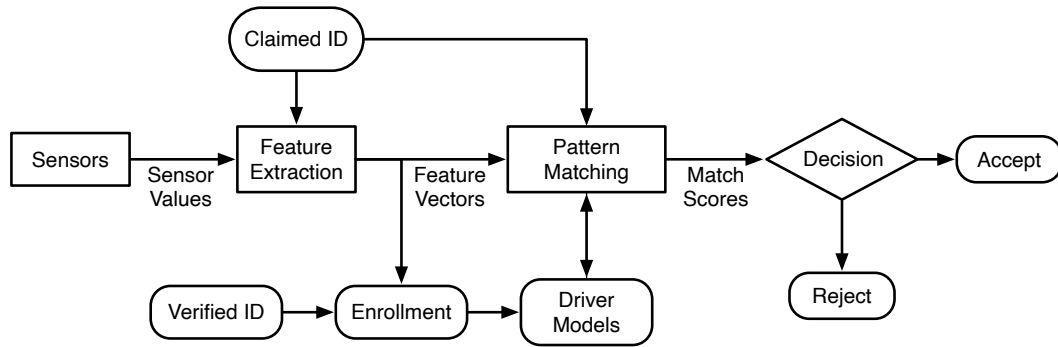 Claimed ID
Sensors
Sensor
Values
Feature
Extraction
Feature
Vectors
Pattern
Matching
Match
Scores
Decision
Accept
Reject
Verified ID
Enrollment
Driver
Models